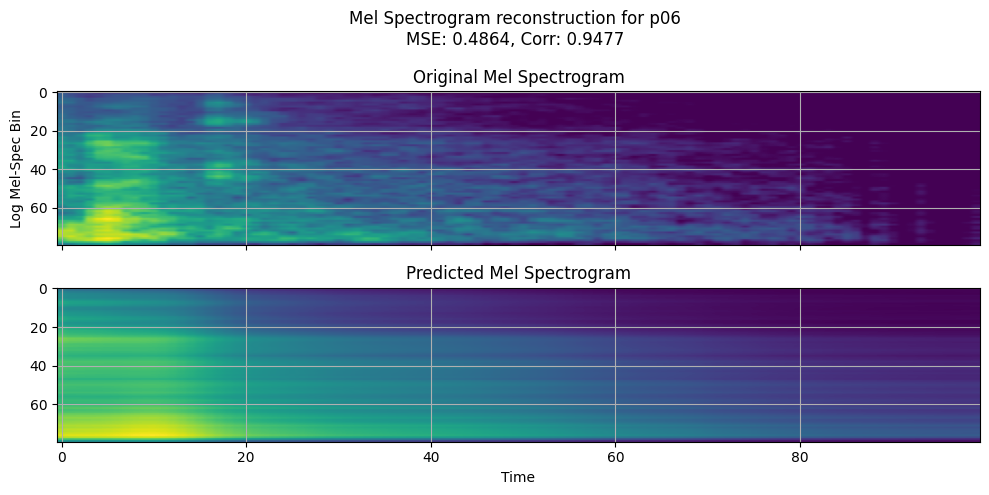 Mel Spectrogram reconstruction for p06
MSE: 0.4864, Corr: 0.9477
Original Mel Spectrogram
0
20
40
60
Log Mel-Spec Bin
Predicted Mel Spectrogram
0
20
40
60
0 20 40 60 80
Time